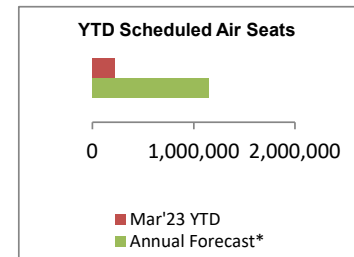 YTD Scheduled Air Seats
0 1,000,000 2,000,000
Mar'23 YTD
Annual Forecast*